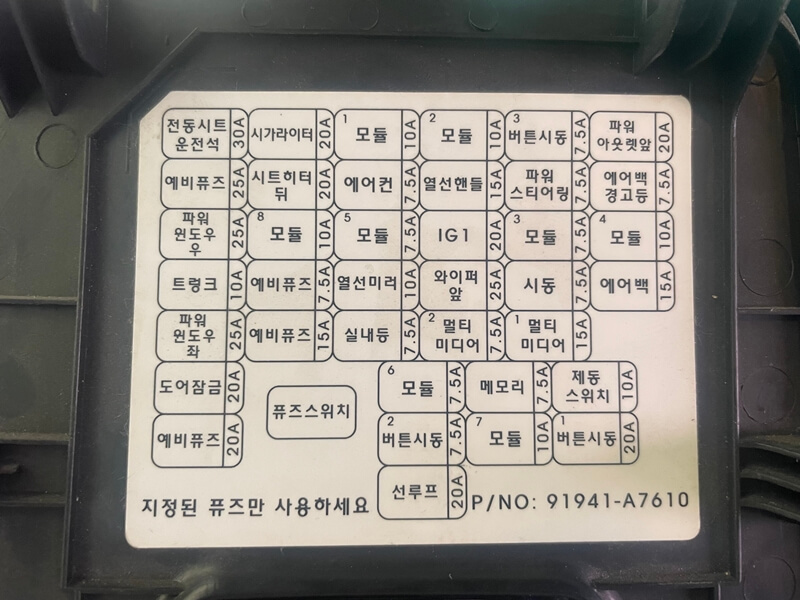 전동시트 운전석 30A 시가라이터 20A 1 모듈 10A 2 모듈 10A 3 버튼시동 7.5A 파워 아웃렛앞 20A
예비퓨즈 25A 시트히터 뒤 20A 에어컨 7.5A 열선핸들 15A 파워 스티어링 7.5A 에어백 경고등 7.5A
파워 윈도우 우 25A 8 모듈 10A 5 모듈 7.5A IG1 20A 3 모듈 7.5A 4 모듈 10A
트렁크 10A 예비퓨즈 7.5A 열선미러 10A 와이퍼 앞 25A 시동 7.5A 에어백 15A
파워 윈도우 좌 25A 예비퓨즈 15A 실내등 7.5A 2 멀티 미디어 7.5A 1 멀티 미디어 15A
도어잠금 20A 퓨즈스위치 6 모듈 7.5A 메모리 7.5A 제동 스위치 10A
예비퓨즈 20A 2 버튼시동 7.5A 7 모듈 10A 1 버튼시동 20A
선루프 20A
지정된 퓨즈만 사용하세요 P/NO: 91941-A7610